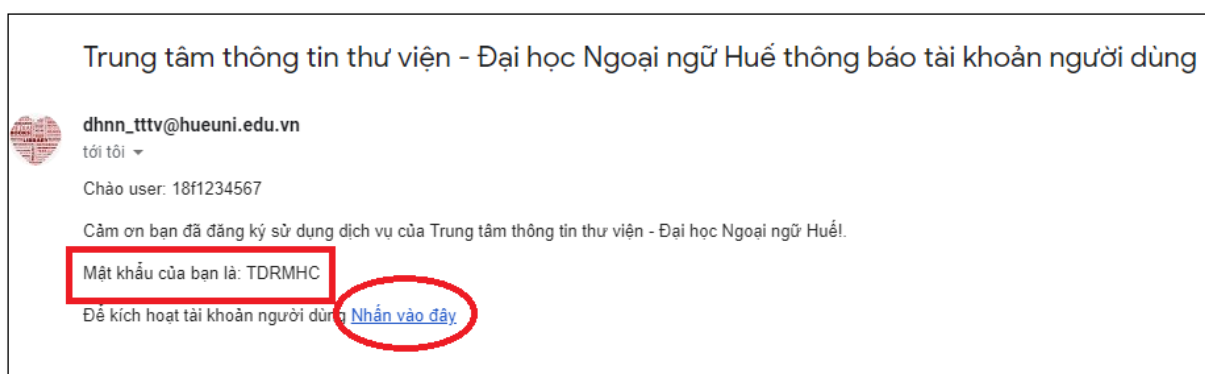 Trung tâm thông tin thư viện - Đại học Ngoại ngữ Huế thông báo tài khoản người dùng
dhnn_tttv@hueuni.edu.vn
tới tôi
Chào user: 18f1234567
Cảm ơn bạn đã đăng ký sử dụng dịch vụ của Trung tâm thông tin thư viện - Đại học Ngoại ngữ Huế!.
Mật khẩu của bạn là: TDRMHC
Để kích hoạt tài khoản người dùng Nhấn vào đây